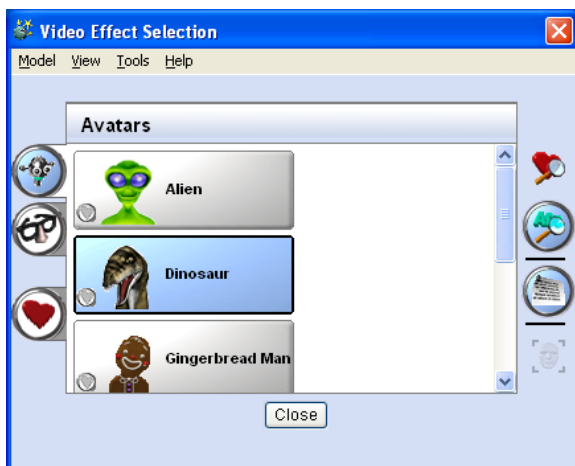 Video Effect Selection
Model View Tools Help
Avatars
Alien
Dinosaur
Gingerbread Man
Close